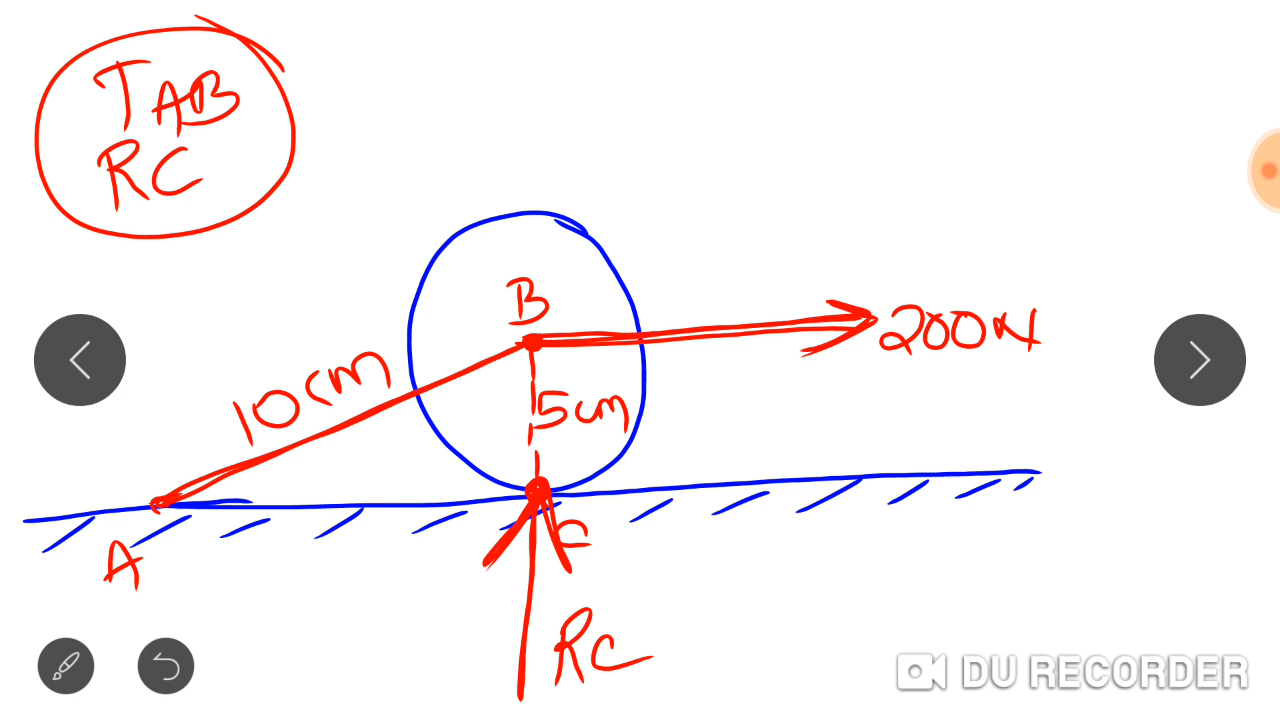 TAB
RC
B
200N
10cm
5cm
C
A
RC
DU RECORDER